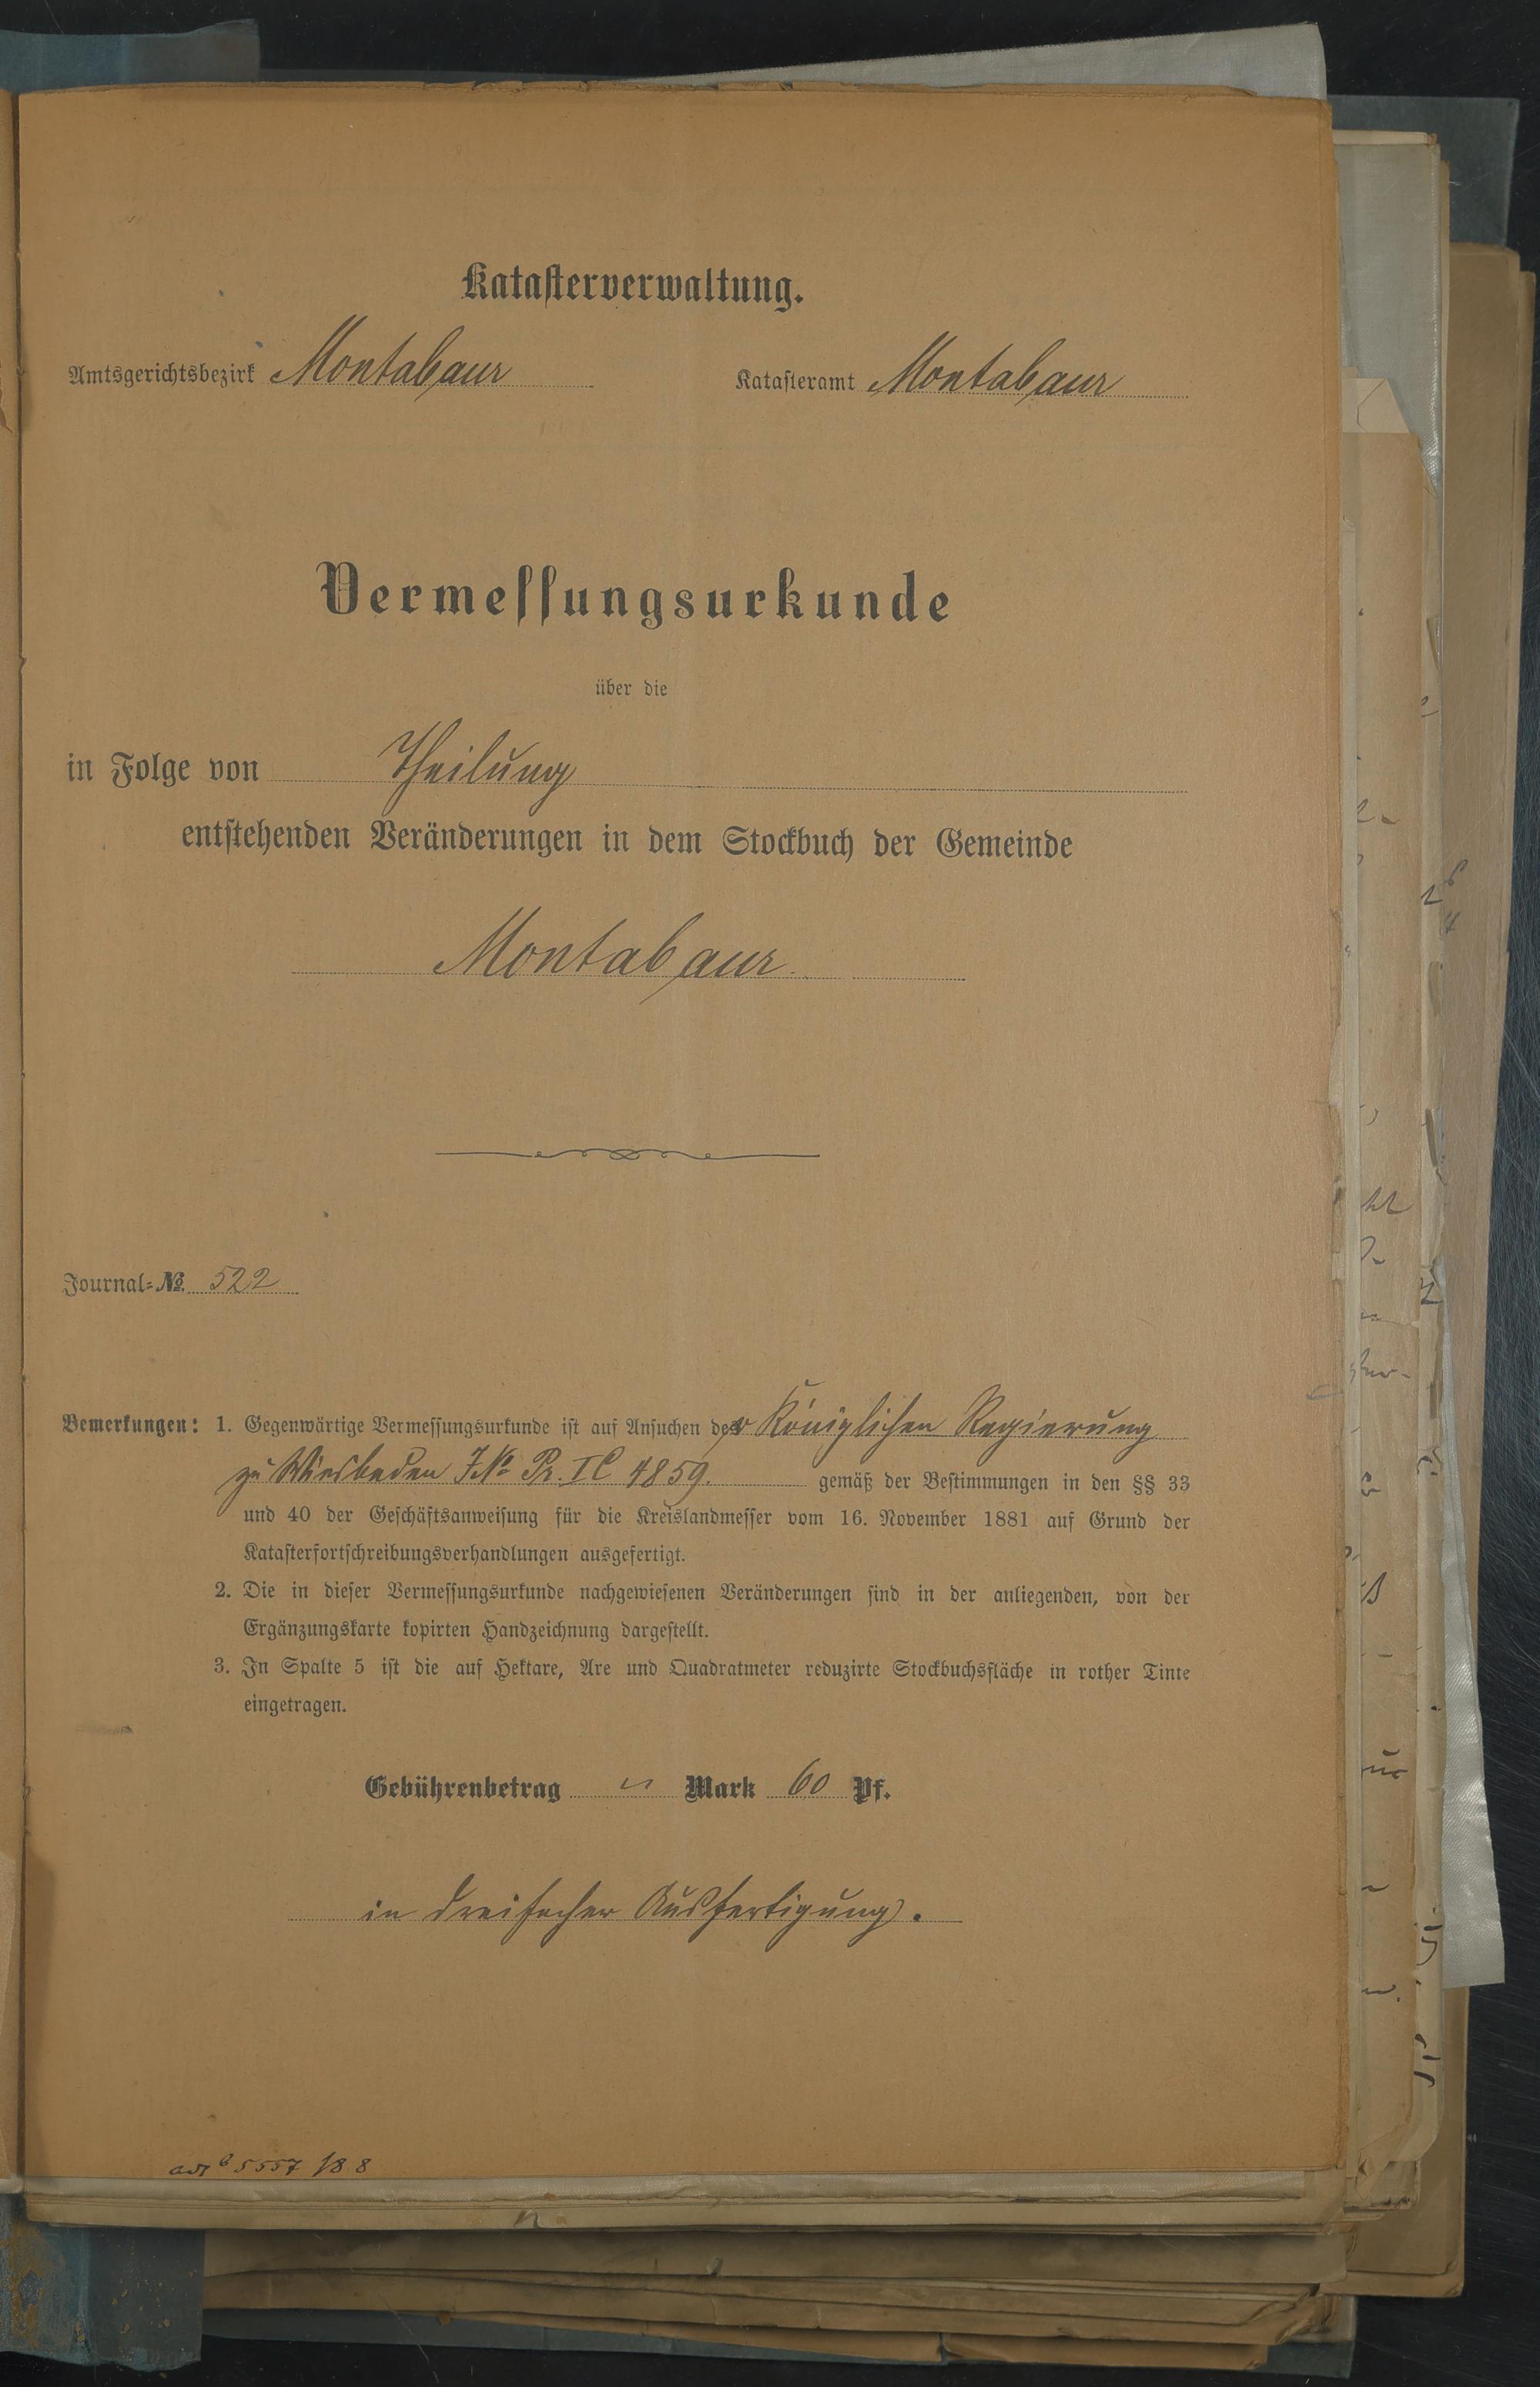 Katasterverwaltung.
Amtsgerichtsbezirk Montabaur Katasteramt Montabaur
Vermessungsurkunde
über die
in Folge von Theilung
entstehenden Veränderungen in dem Stockbuch der Gemeinde
Montabaur
Journal-No. 522
Bemerkungen: 1. Gegenwärtige Vermessungsurkunde ist auf Ansuchen der Königlichen Regierung
zu Wiesbaden J.No Pr. I C 4859. gemäß der Bestimmungen in den §§ 33
und 40 der Geschäftsanweisung für die Kreislandmesser vom 16. November 1881 auf Grund der
Katasterfortschreibungsverhandlungen ausgefertigt.
2. Die in dieser Vermessungsurkunde nachgewiesenen Veränderungen sind in der anliegenden, von der
Ergänzungskarte kopirten Handzeichnung dargestellt.
3. In Spalte 5 ist die auf Hektare, Are und Quadratmeter reduzirte Stockbuchsfläche in rother Tinte
eingetragen.
Gebührenbetrag " Mark 60 Pf.
in dreifacher Ausfertigung.
5557